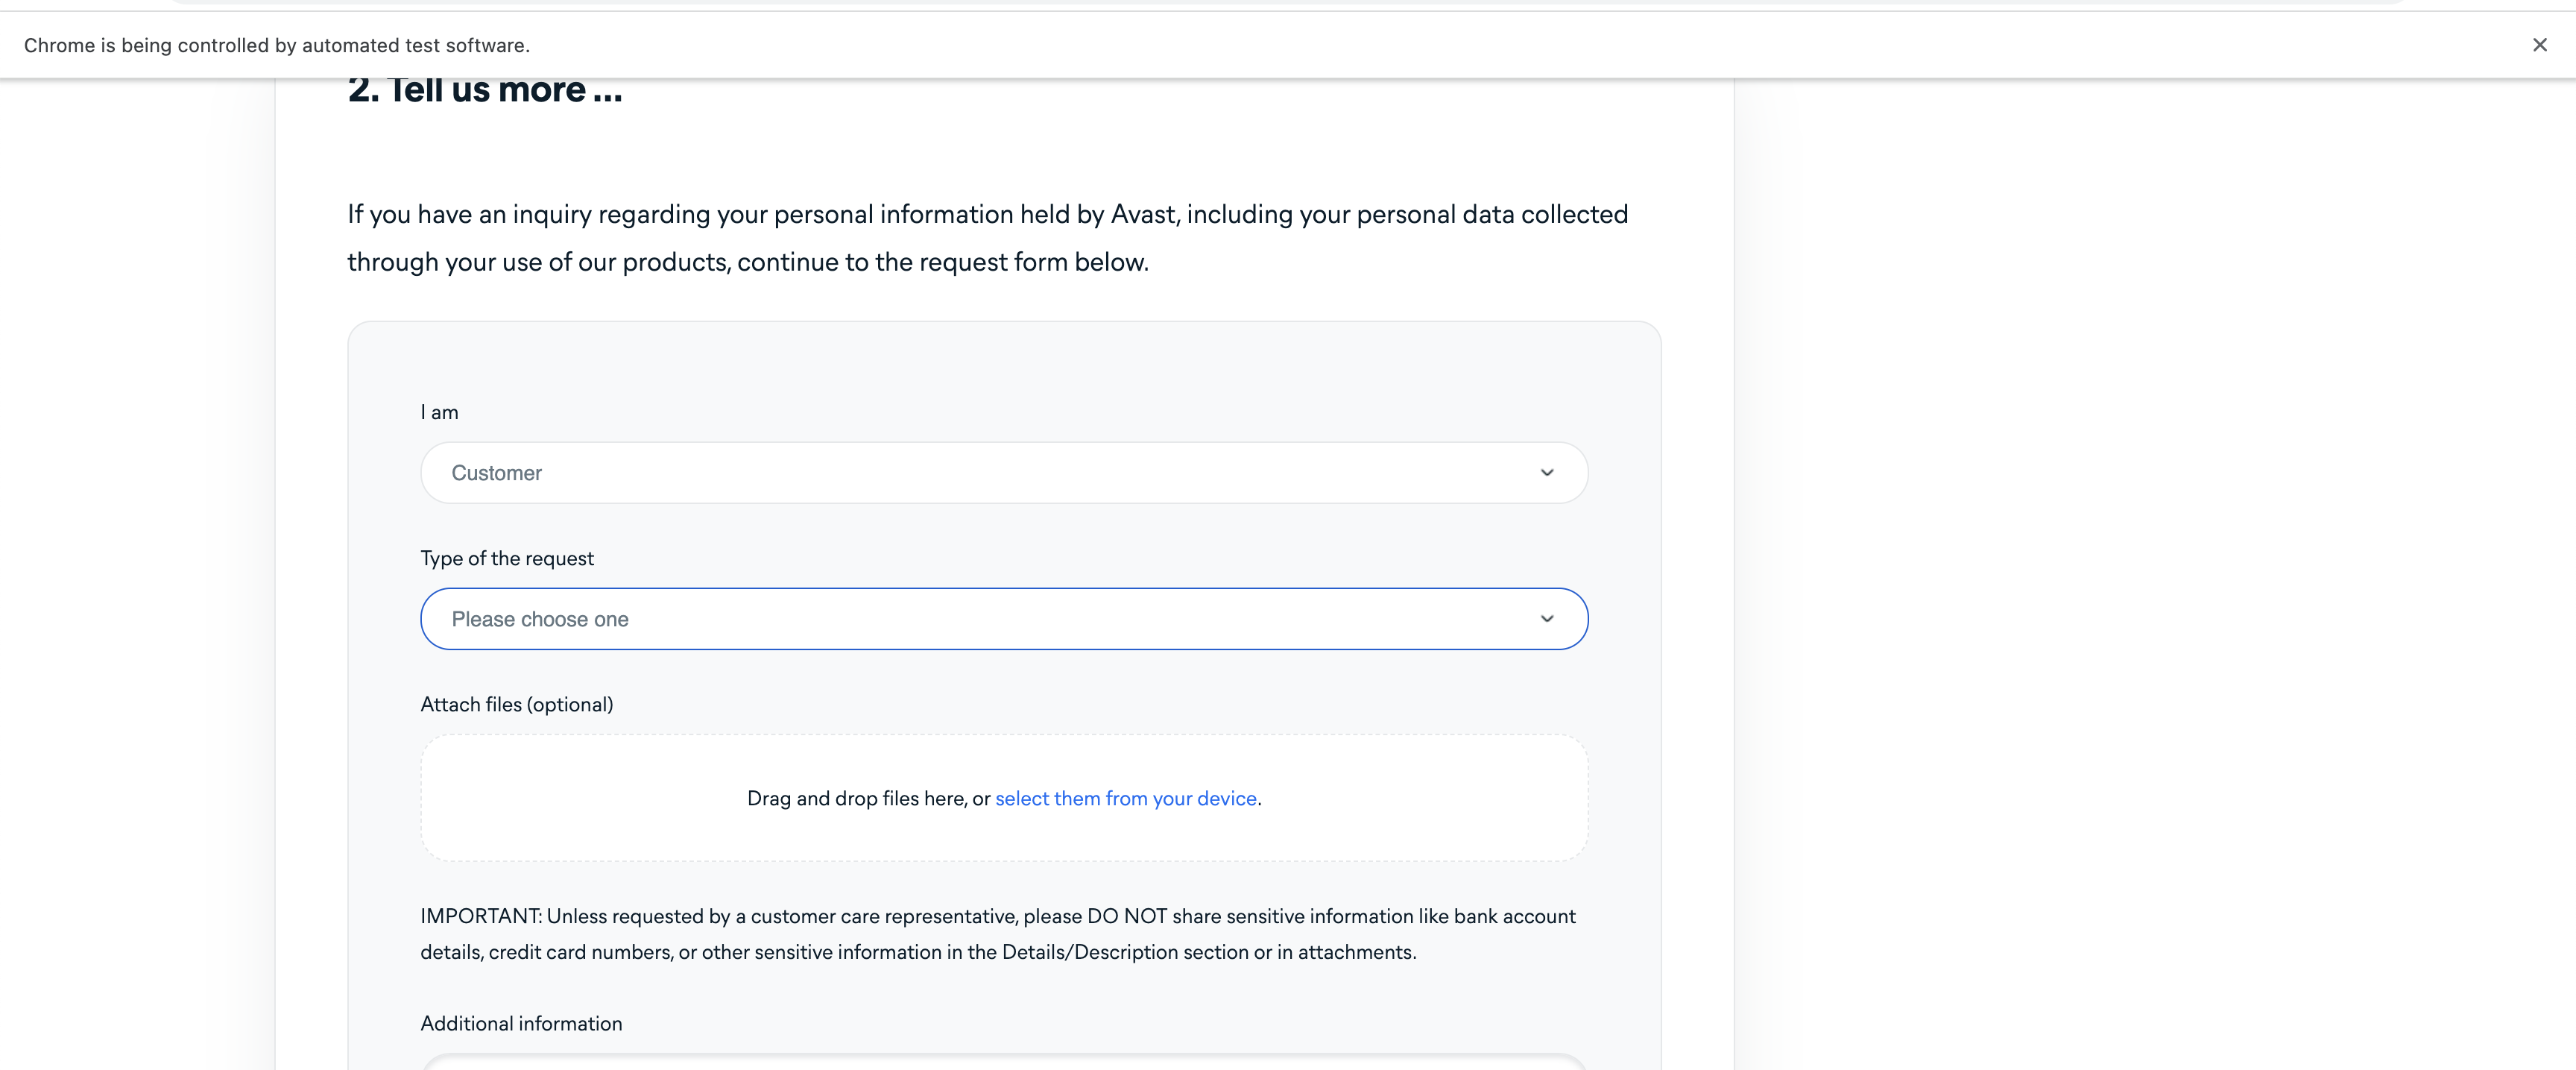 Chrome is being controlled by automated test software.
2. Tell us more ...
If you have an inquiry regarding your personal information held by Avast, including your personal data collected
through your use of our products, continue to the request form below.
I am
Customer
Type of the request
Please choose one
Attach files (optional)
Drag and drop files here, or select them from your device.
IMPORTANT: Unless requested by a customer care representative, please DO NOT share sensitive information like bank account
details, credit card numbers, or other sensitive information in the Details/Description section or in attachments.
Additional information